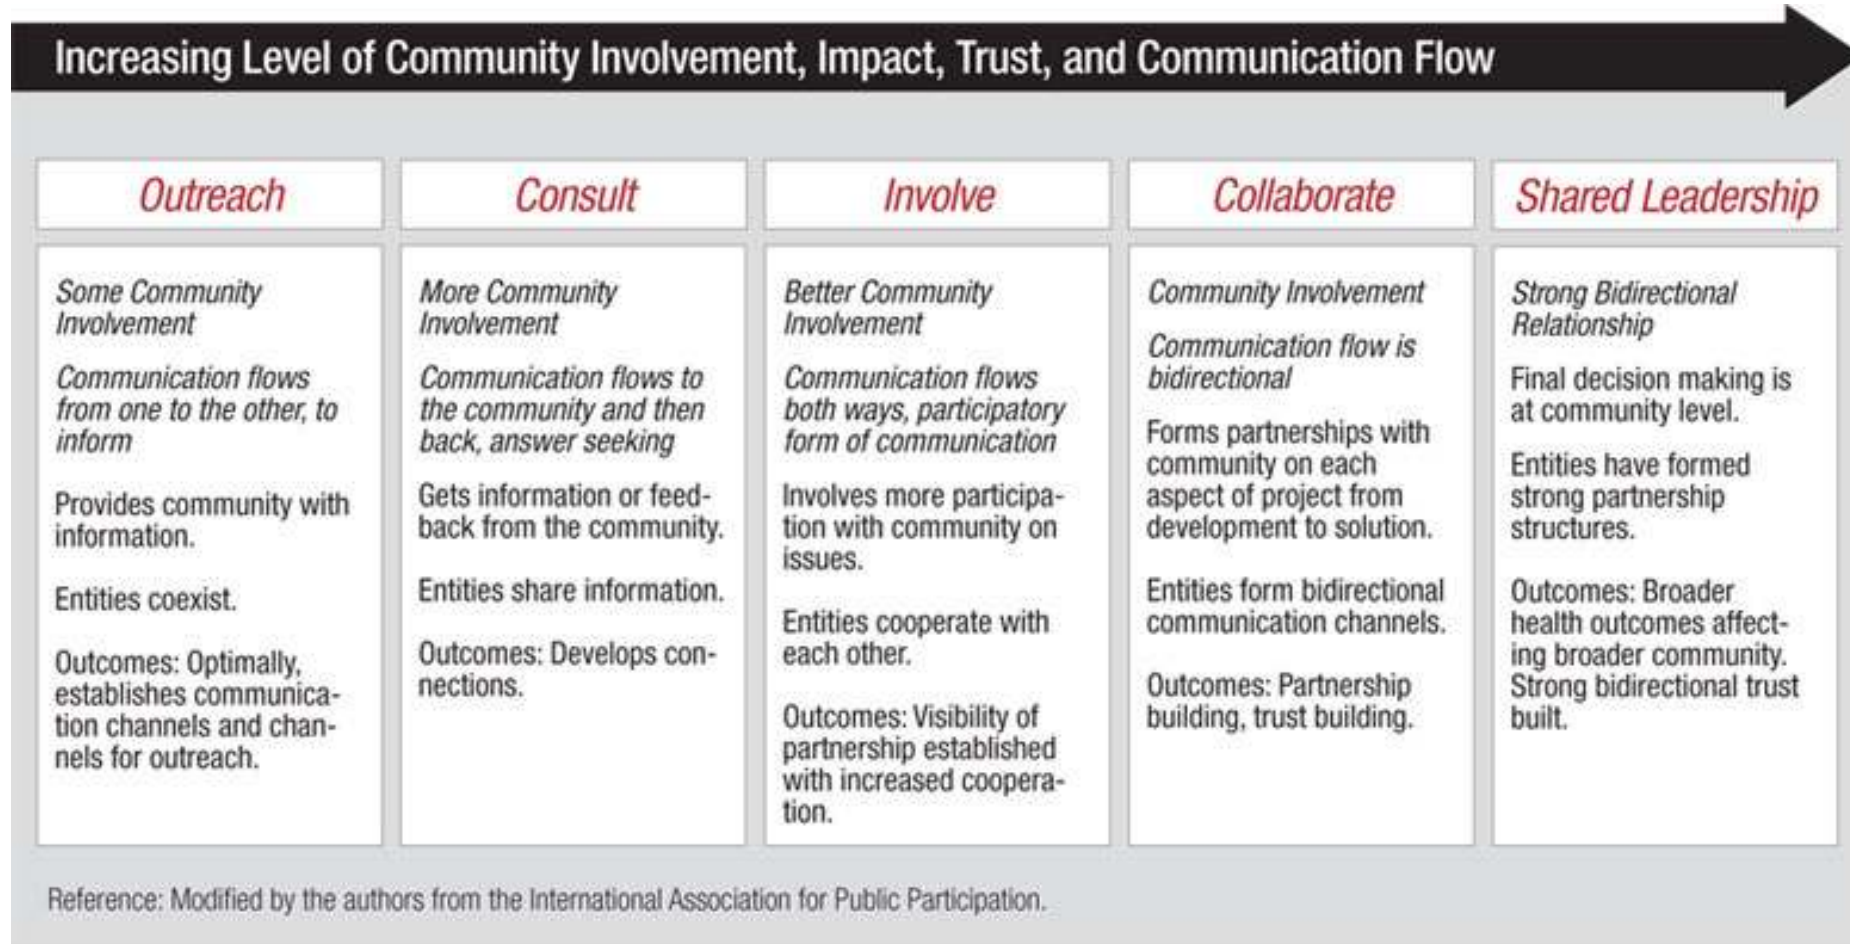 Increasing Level of Community Involvement, Impact, Trust, and Communication Flow
Outreach
Some Community
Involvement
Communication flows
from one to the other, to
inform
Provides community with
information.
Entities coexist.
Outcomes: Optimally,
establishes communica-
tion channels and chan-
nels for outreach.
Consult
More Community
Involvement
Communication flows to
the community and then
back, answer seeking
Gets information or feed-
back from the community.
Entities share information.
Outcomes: Develops con-
nections.
Involve
Better Community
Involvement
Communication flows
both ways, participatory
form of communication
Involves more participa-
tion with community on
issues.
Entities cooperate with
each other.
Outcomes: Visibility of
partnership established
with increased coopera-
tion.
Collaborate
Community Involvement
Communication flow is
bidirectional
Forms partnerships with
community on each
aspect of project from
development to solution.
Entities form bidirectional
communication channels.
Outcomes: Partnership
building, trust building.
Shared Leadership
Strong Bidirectional
Relationship
Final decision making is
at community level.
Entities have formed
strong partnership
structures.
Outcomes: Broader
health outcomes affect-
ing broader community.
Strong bidirectional trust
built.
Reference: Modified by the authors from the International Association for Public Participation.